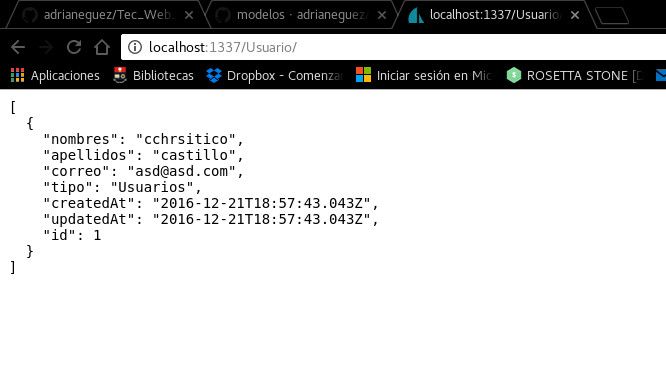 adrianeguez/Tec_Web
modelos · adrianeguez/
localhost:1337/Usuario
localhost:1337/Usuario/
Aplicaciones
Bibliotecas
Dropbox - Comenza
Iniciar sesión en Mic
ROSETTA STONE [D
[
{
"nombres": "cchrsitico",
"apellidos": "castillo",
"correo": "asd@asd.com",
"tipo": "Usuarios",
"createdAt": "2016-12-21T18:57:43.043Z",
"updatedAt": "2016-12-21T18:57:43.043Z",
"id": 1
}
]